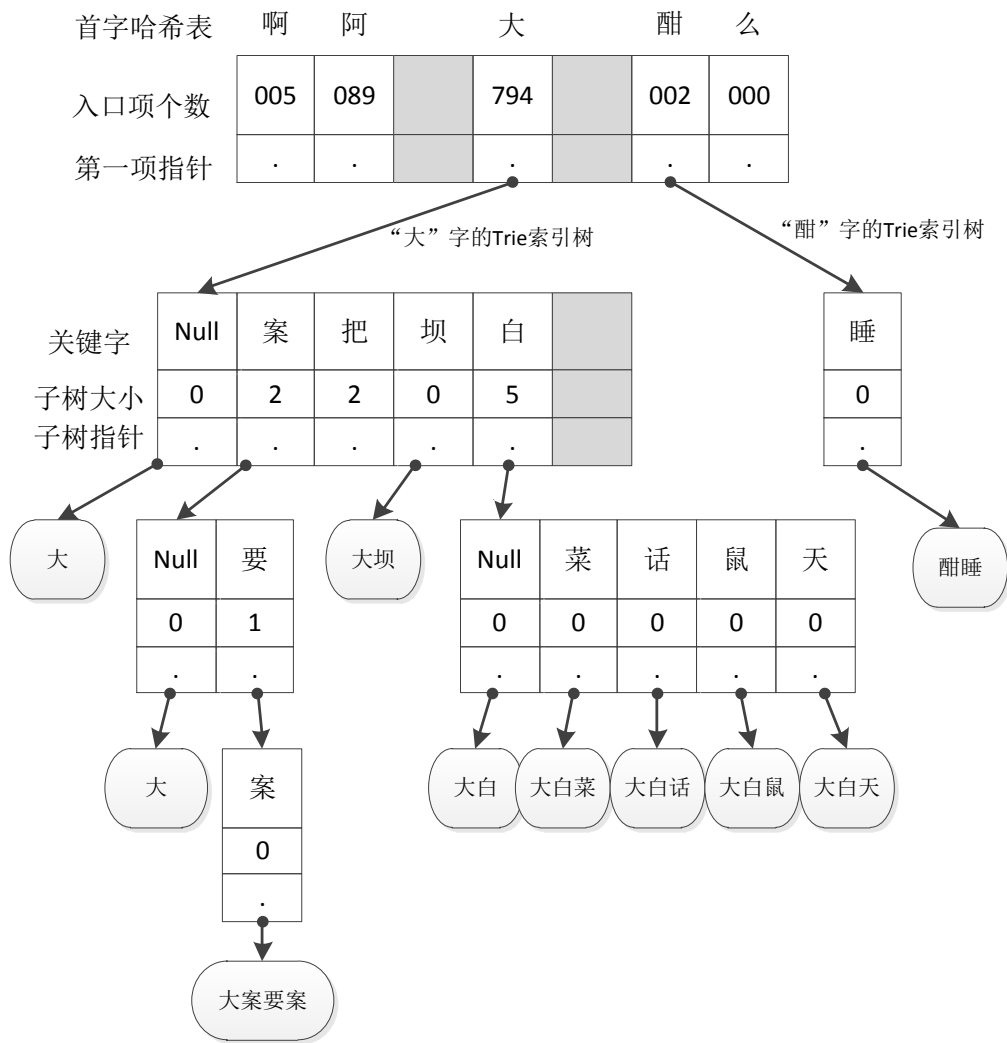 首字哈希表 啊 阿 大 酣 么
入口项个数 005 089 794 002 000
第一项指针 . . . . .
“大”字的Trie索引树 “酣”字的Trie索引树
关键字 Null 案 把 坝 白 睡
子树大小 0 2 2 0 5 0
子树指针 . . . . . .
大 Null 要 大坝 Null 菜 话 鼠 天 酣睡
0 1 0 0 0 0 0
. . . . . . .
大 案 大白 大白菜 大白话 大白鼠 大白天
0
.
大案要案